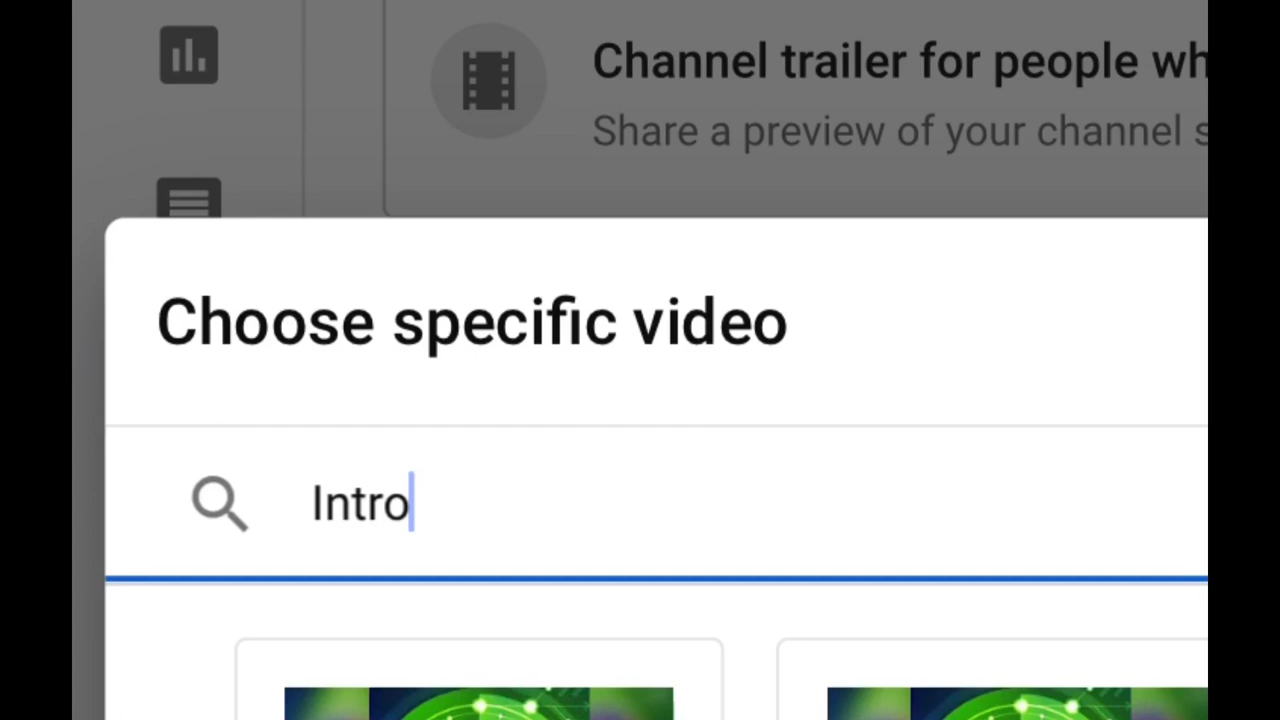 Channel trailer for people wh
Share a preview of your channel s
Choose specific video
Intro